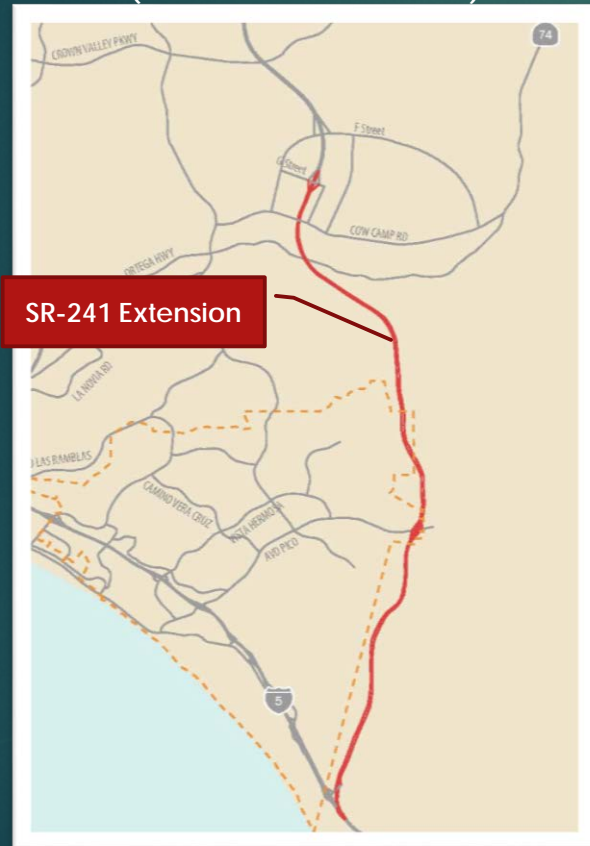 74
CROWN VALLEY PKWY
F Street
G Street
COW CAMP RD
ORTEGA HWY
SR-241 Extension
LA NOVIA RD
LAS RAMBLAS
CAMINO VERA CRUZ
VISTA HERMOSA
AVD PICO
5